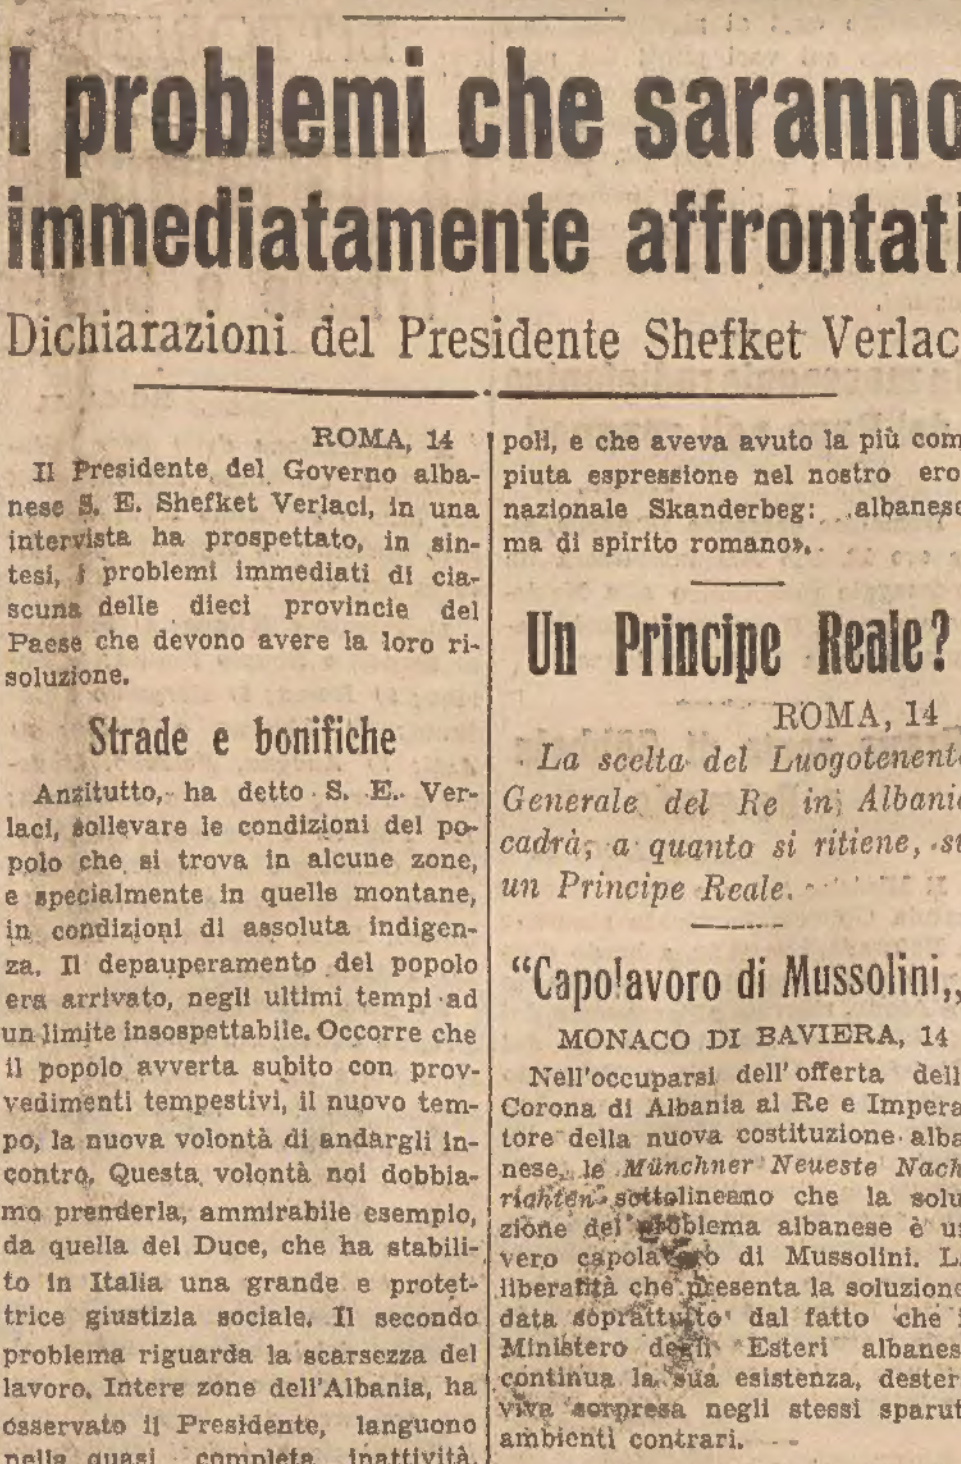 I problemi che saranno
immediatamente affrontati
Dichiarazioni del Presidente Shefket Verlac
ROMA, 14
Il Presidente del Governo alba-
nese S. E. Shefket Verlaci, in una
intervista ha prospettato, in sin-
tesi, i problemi immediati di cia-
scuna delle dieci provincie del
Paese che devono avere la loro ri-
soluzione.
Strade e bonifiche
Anzitutto, ha detto S. E. Ver-
laci, sollevare le condizioni del po-
polo che si trova in alcune zone,
e specialmente in quelle montane,
in condizioni di assoluta indigen-
za. Il depauperamento del popolo
era arrivato, negli ultimi tempi ad
un limite insospettabile. Occorre che
il popolo avverta subito con prov-
vedimenti tempestivi, il nuovo tem-
po, la nuova volontà di andargli in-
contro. Questa volontà noi dobbia-
mo prenderla, ammirabile esempio,
da quella del Duce, che ha stabili-
to in Italia una grande e protet-
trice giustizia sociale. Il secondo
problema riguarda la scarsezza del
lavoro. Intere zone dell'Albania, ha
osservato il Presidente, languono
nella quasi completa inattività.
poli, e che aveva avuto la più com
piuta espressione nel nostro ero
nazionale Skanderbeg: albanese
ma di spirito romano».
Un Principe Reale?
ROMA, 14
La scelta del Luogotenente
Generale del Re in Albania
cadrà, a quanto si ritiene, su
un Principe Reale.
“Capolavoro di Mussolini„
MONACO DI BAVIERA, 14
Nell'occuparsi dell'offerta dell
Corona di Albania al Re e Impera
tore della nuova costituzione alba
nese, le Münchner Neueste Nach
richten sottolineano che la solu
zione del problema albanese è un
vero capolavoro di Mussolini. L
liberalità che presenta la soluzione
data soprattutto dal fatto che i
Ministero degli Esteri albanes
continua la sua esistenza, dester
viva sorpresa negli stessi sparut
ambienti contrari.